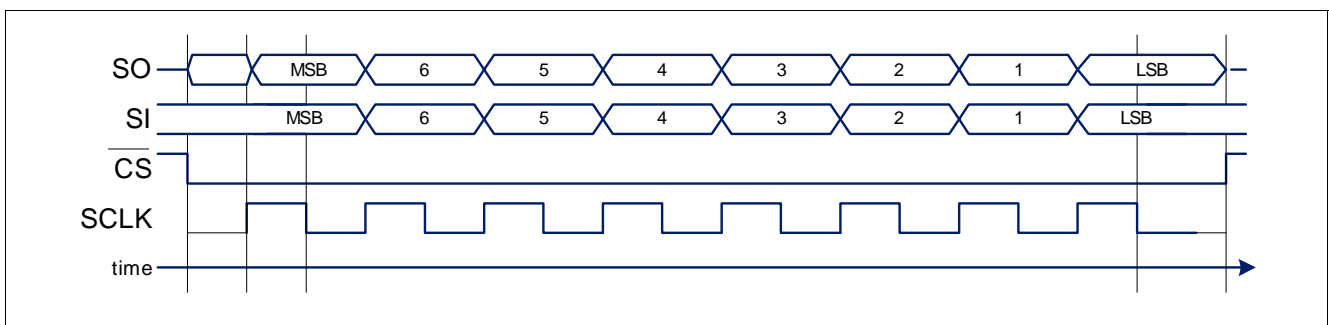 SO MSB 6 5 4 3 2 1 LSB
SI MSB 6 5 4 3 2 1 LSB
CS
SCLK
time